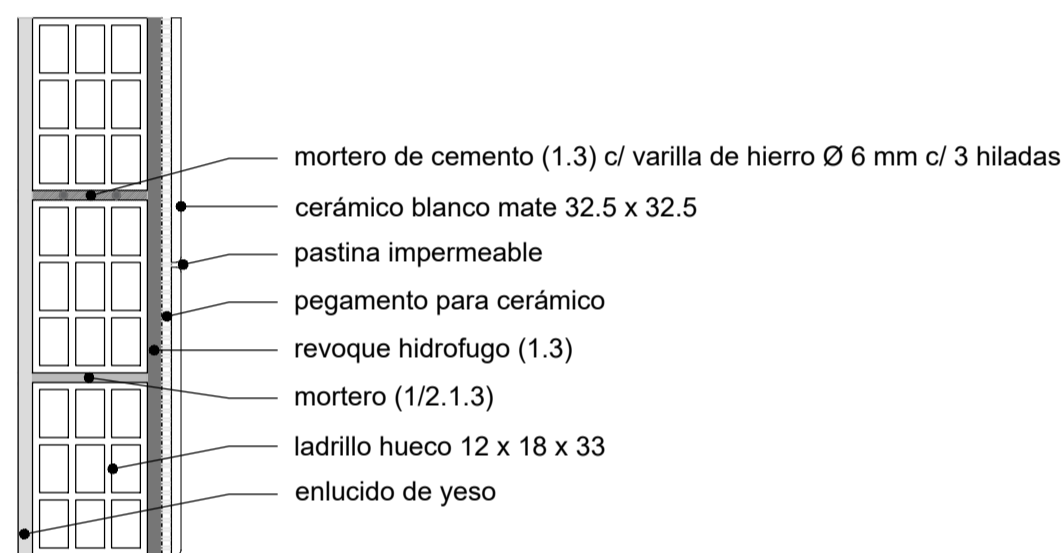 mortero de cemento (1.3) c/ varilla de hierro Ø 6 mm c/ 3 hiladas
cerámico blanco mate 32.5 x 32.5
pastina impermeable
pegamento para cerámico
revoque hidrofugo (1.3)
mortero (1/2.1.3)
ladrillo hueco 12 x 18 x 33
enlucido de yeso